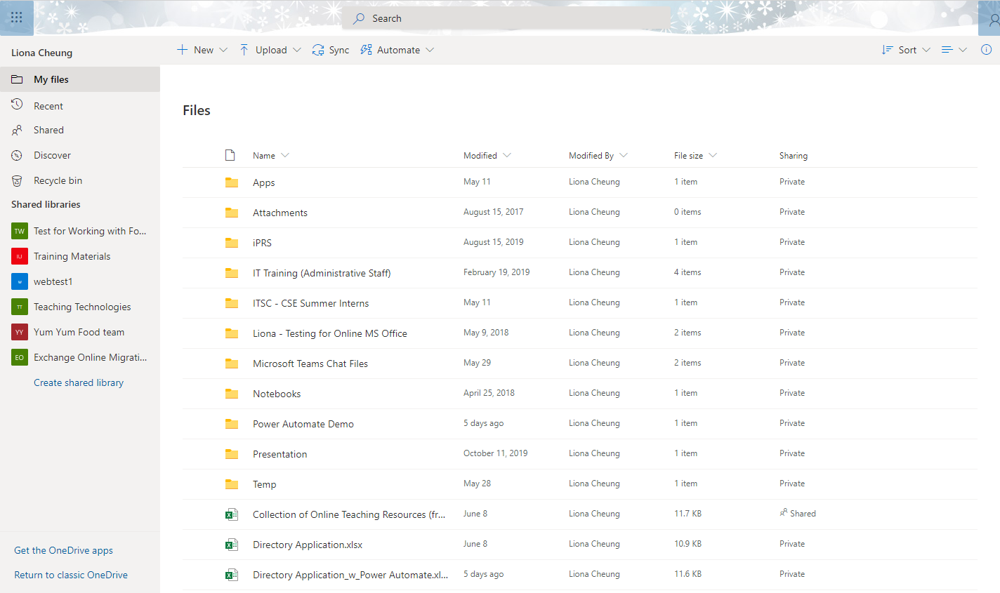 Search
Liona Cheung
New Upload Sync Automate Sort
My files
Recent
Shared
Discover
Recycle bin
Shared libraries
TW Test for Working with Fo...
IU Training Materials
w webtest1
TT Teaching Technologies
YY Yum Yum Food team
EO Exchange Online Migrati...
Create shared library
Get the OneDrive apps
Return to classic OneDrive
Files
Name Modified Modified By File size Sharing
Apps May 11 Liona Cheung 1 item Private
Attachments August 15, 2017 Liona Cheung 0 items Private
iPRS August 15, 2019 Liona Cheung 1 item Private
IT Training (Administrative Staff) February 19, 2019 Liona Cheung 4 items Private
ITSC - CSE Summer Interns May 11 Liona Cheung 1 item Private
Liona - Testing for Online MS Office May 9, 2018 Liona Cheung 2 items Private
Microsoft Teams Chat Files May 29 Liona Cheung 2 items Private
Notebooks April 25, 2018 Liona Cheung 1 item Private
Power Automate Demo 5 days ago Liona Cheung 1 item Private
Presentation October 11, 2019 Liona Cheung 1 item Private
Temp May 28 Liona Cheung 1 item Private
Collection of Online Teaching Resources (fr... June 8 Liona Cheung 11.7 KB Shared
Directory Application.xlsx June 8 Liona Cheung 10.9 KB Private
Directory Application_w_Power Automate.xl... 5 days ago Liona Cheung 11.6 KB Private